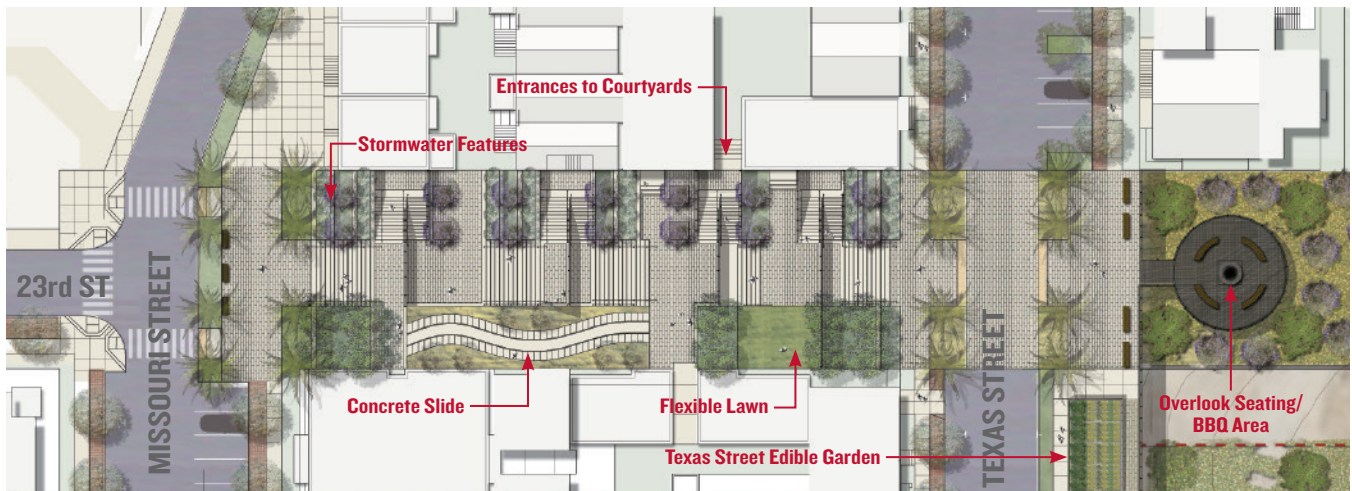 Entrances to Courtyards
Stormwater Features
23rd ST
MISSOURI STREET
TEXAS STREET
Concrete Slide
Flexible Lawn
Overlook Seating/
BBQ Area
Texas Street Edible Garden